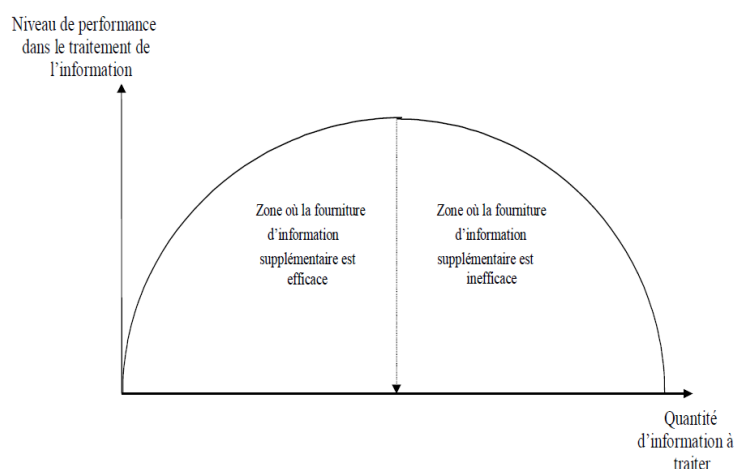 Niveau de performance
dans le traitement de
l'information
Zone où la fourniture
d'information
supplémentaire est
efficace
Zone où la fourniture
d'information
supplémentaire est
inefficace
Quantité
d'information à
traiter